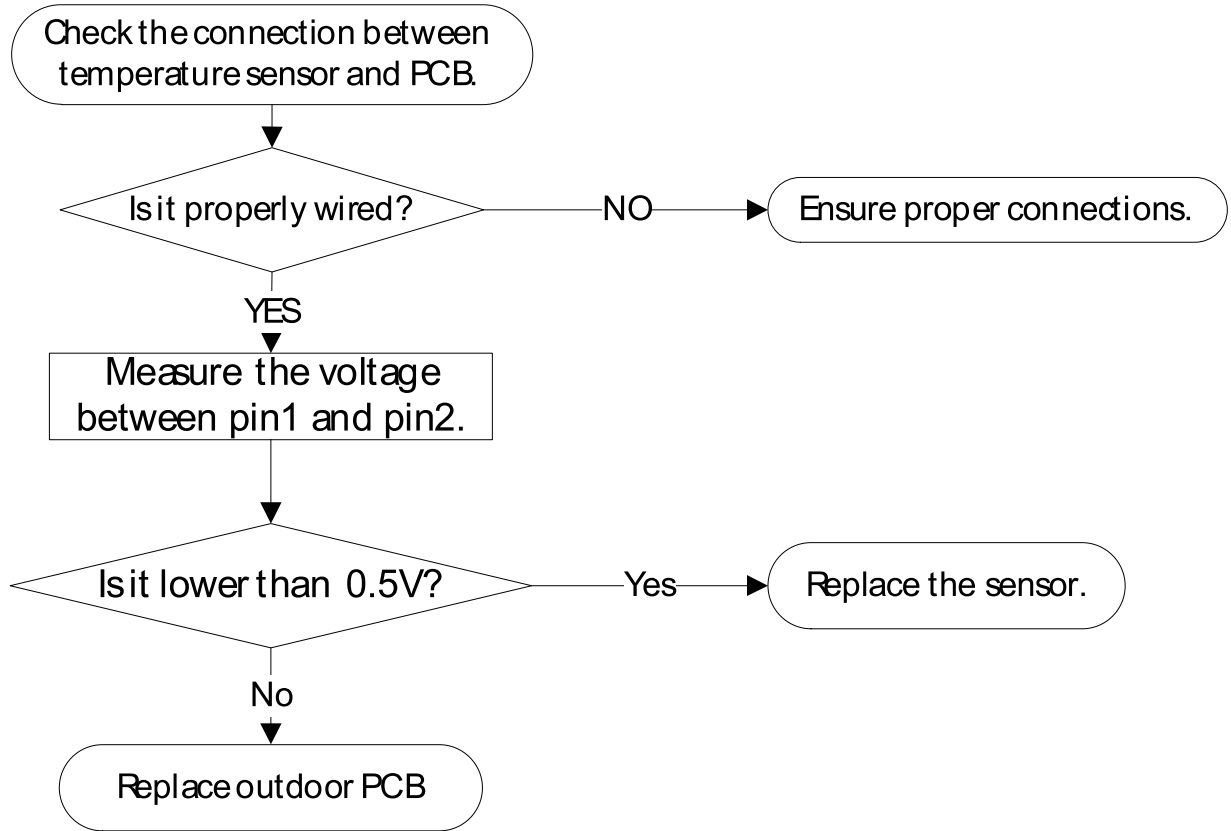 Check the connection between
temperature sensor and PCB.
Is it properly wired?
NO
Ensure proper connections.
YES
Measure the voltage
between pin1 and pin2.
Is it lower than 0.5V?
Yes
Replace the sensor.
No
Replace outdoor PCB